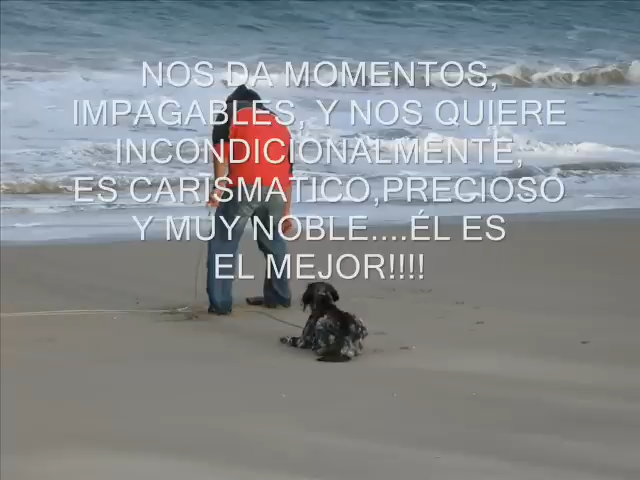 NOS DA MOMENTOS,
IMPAGABLES, Y NOS QUIERE
INCONDICIONALMENTE,
ES CARISMATICO,PRECIOSO
Y MUY NOBLE....ÉL ES
EL MEJOR!!!!